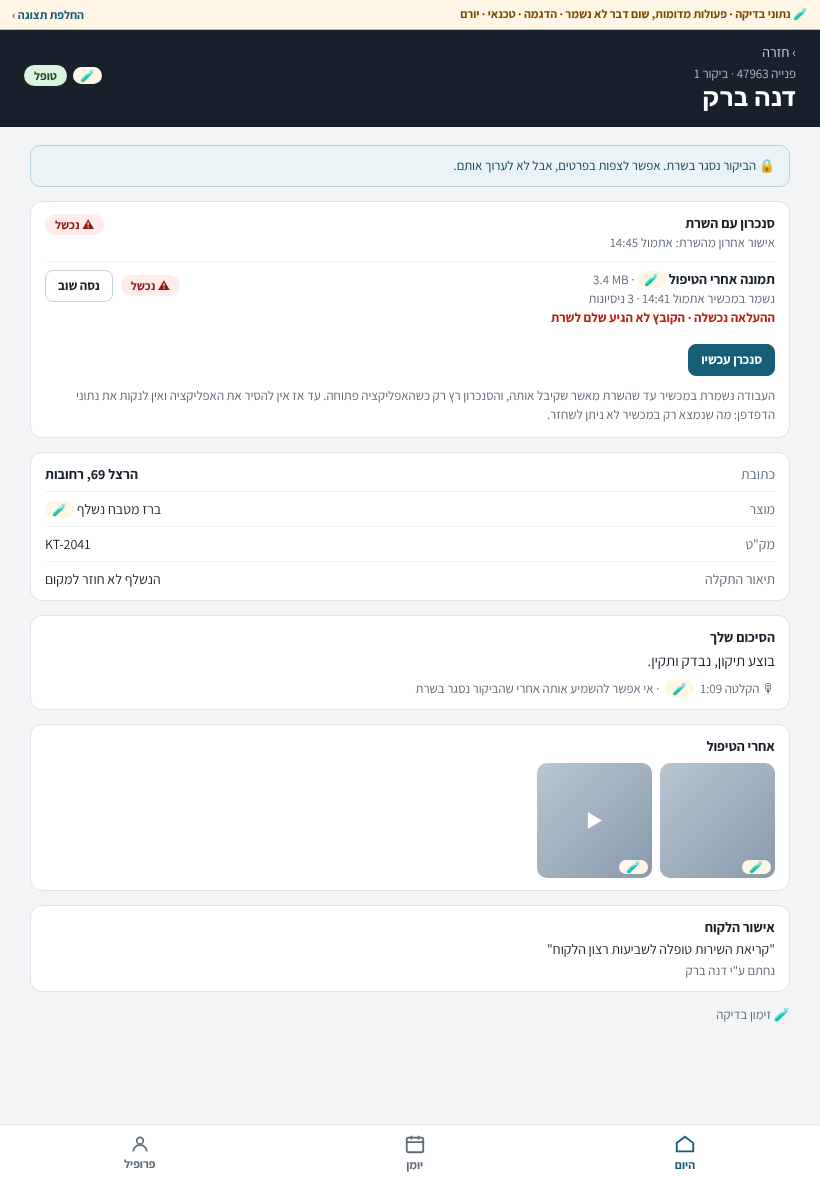 🧪 נתוני בדיקה · פעולות מדומות, שום דבר לא נשמר · הדגמה · טכנאי · יורם
החלפת תצוגה ›
› חזרה
פנייה 47963 · ביקור 1
דנה ברק
🧪 טופל
🔒 הביקור נסגר בשרת. אפשר לצפות בפרטים, אבל לא לערוך אותם.
סנכרון עם השרת
⚠ נכשל
אישור אחרון מהשרת: אתמול 14:45
תמונה אחרי הטיפול 🧪 · 3.4 MB
⚠ נכשל
נסה שוב
נשמר במכשיר אתמול 14:41 · 3 ניסיונות
ההעלאה נכשלה · הקובץ לא הגיע שלם לשרת
סנכרן עכשיו
העבודה נשמרת במכשיר עד שהשרת מאשר שקיבל אותה, והסנכרון רץ רק כשהאפליקציה פתוחה. עד אז אין להסיר את האפליקציה ואין לנקות את נתוני
הדפדפן: מה שנמצא רק במכשיר לא ניתן לשחזר.
כתובת הרצל 69, רחובות
מוצר ברז מטבח נשלף 🧪
מק"ט KT-2041
תיאור התקלה הנשלף לא חוזר למקום
הסיכום שלך
בוצע תיקון, נבדק ותקין.
🎙 הקלטה 1:09 🧪 · אי אפשר להשמיע אותה אחרי שהביקור נסגר בשרת
אחרי הטיפול
🧪 🧪
אישור הלקוח
"קריאת השירות טופלה לשביעות רצון הלקוח"
נחתם ע"י דנה ברק
🧪 זימון בדיקה
היום
יומן
פרופיל